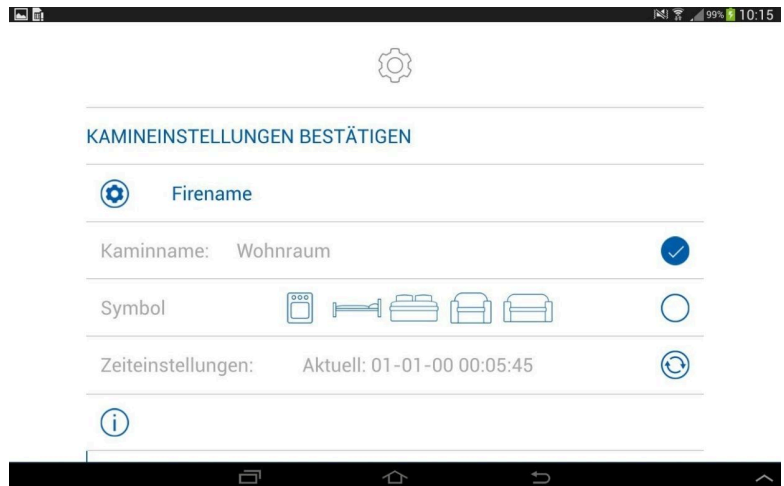 99% 10:15
KAMINEINSTELLUNGEN BESTÄTIGEN
Firename
Kaminname: Wohnraum
Symbol
Zeiteinstellungen: Aktuell: 01-01-00 00:05:45
i